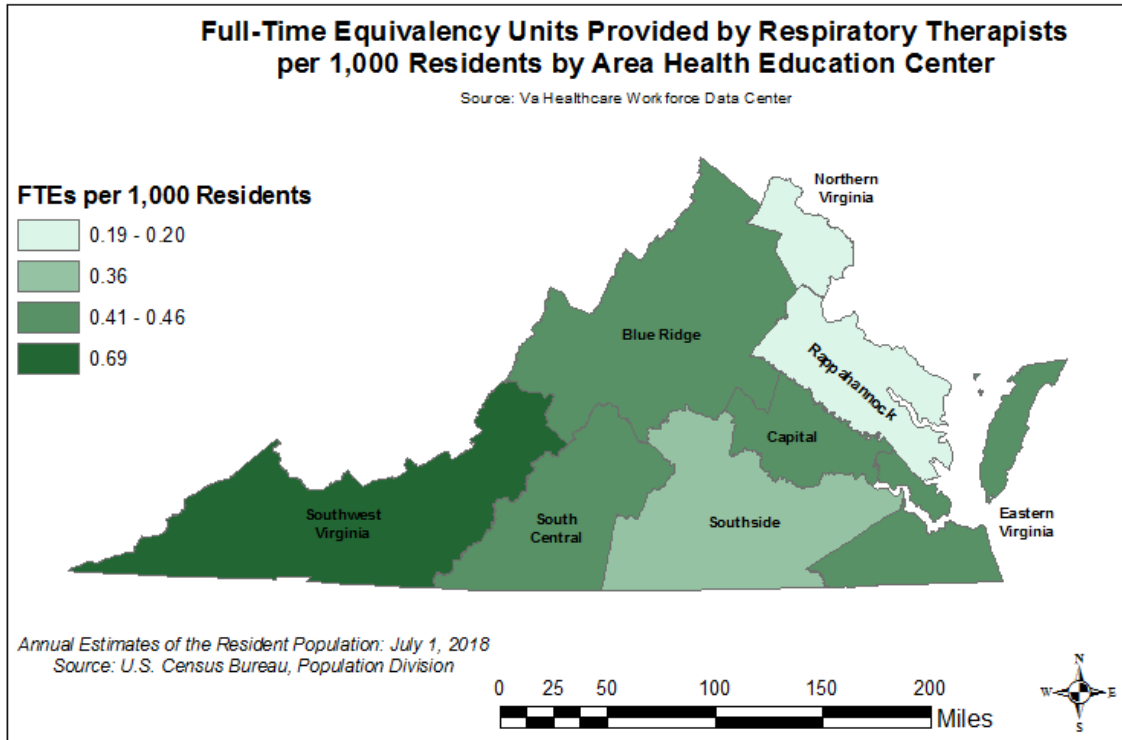 Full-Time Equivalency Units Provided by Respiratory Therapists
per 1,000 Residents by Area Health Education Center
Source: Va Healthcare Workforce Data Center
FTEs per 1,000 Residents
0.19 - 0.20
0.36
0.41 - 0.46
0.69
Northern
Virginia
Blue Ridge
Rappahannock
Capital
Southwest
Virginia
South
Central
Southside
Eastern
Virginia
Annual Estimates of the Resident Population: July 1, 2018
Source: U.S. Census Bureau, Population Division
0 25 50 100 150 200
Miles
N
W E
S